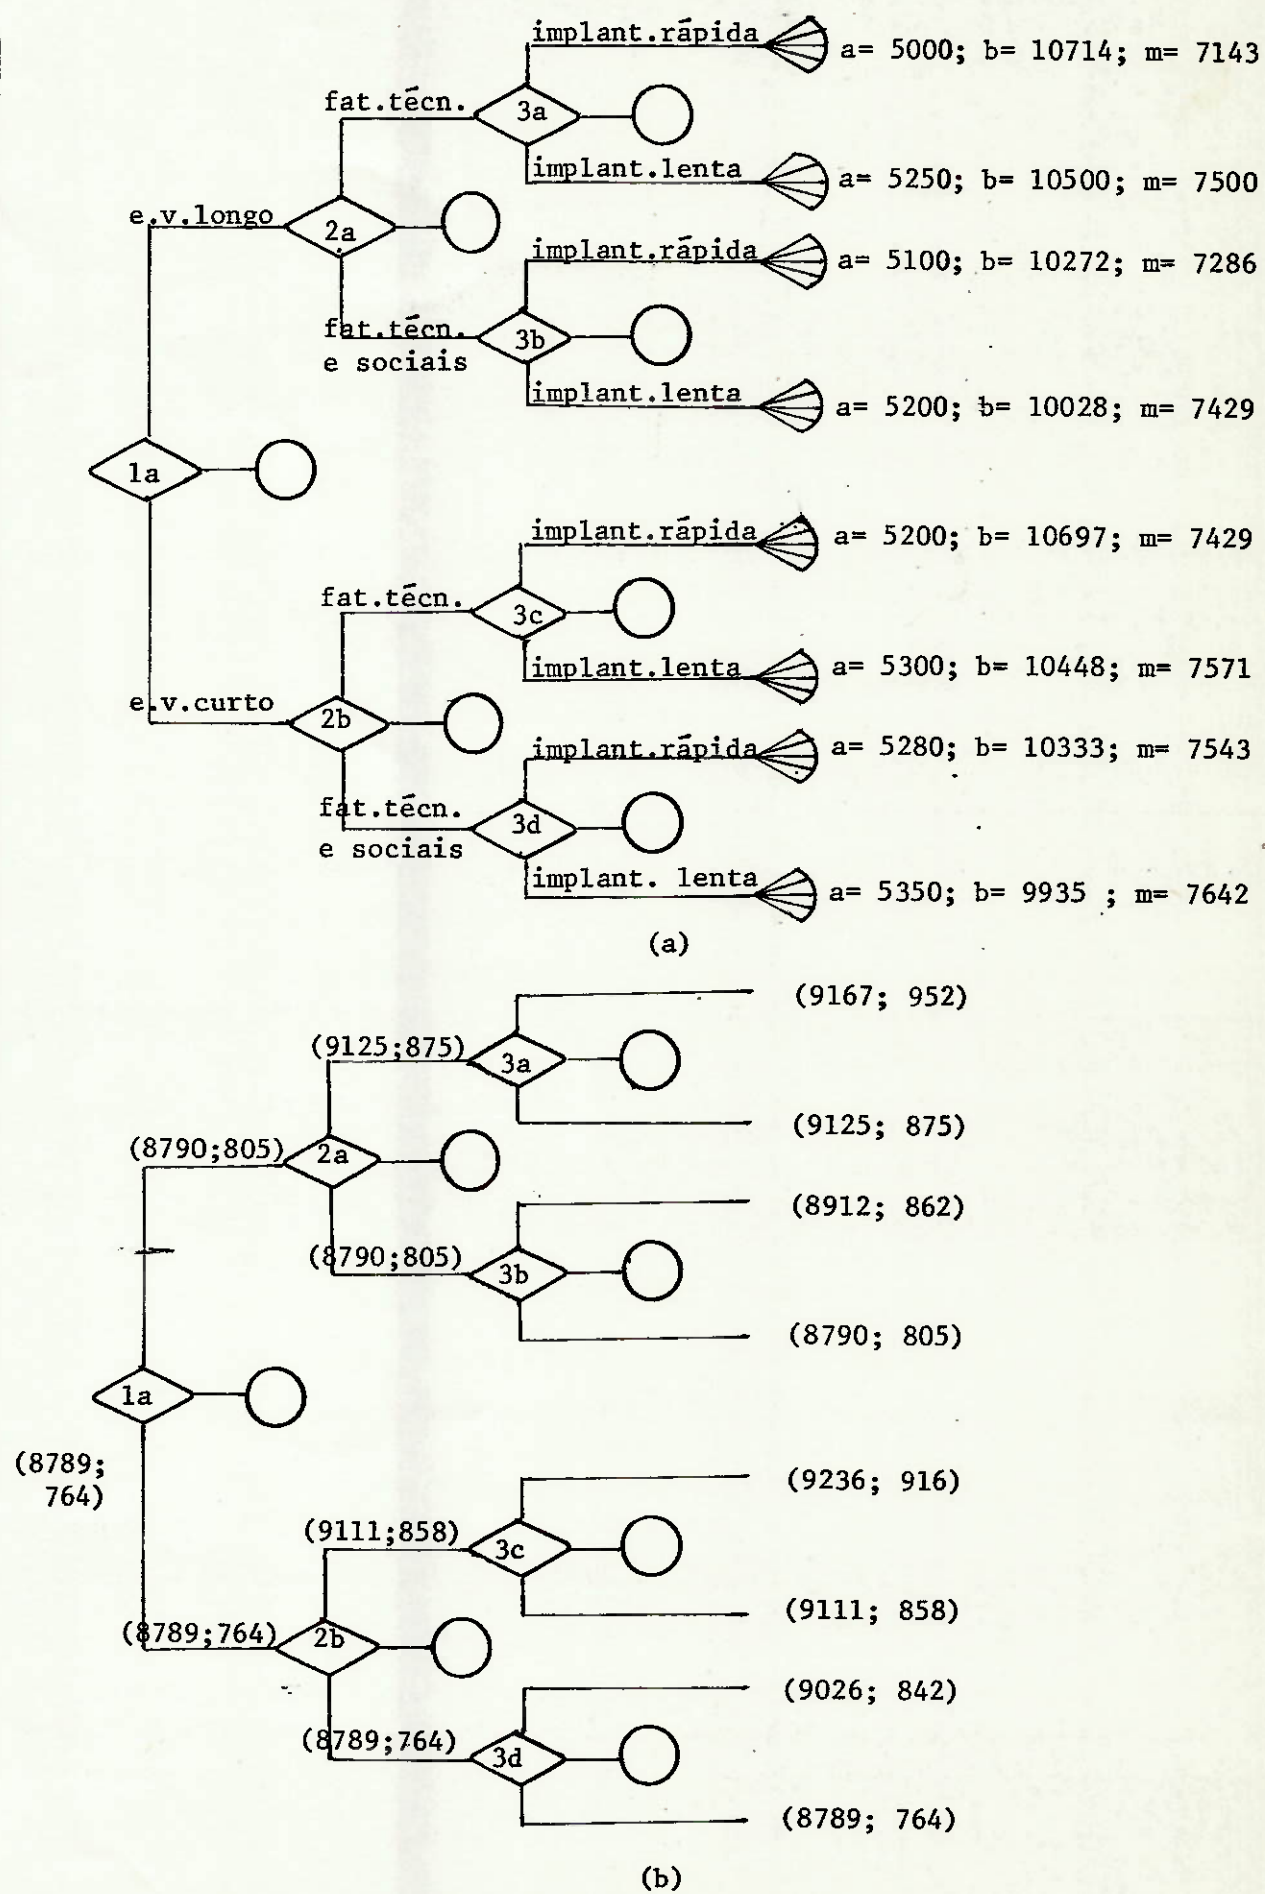 implant.rápida
a= 5000; b= 10714; m= 7143
fat.técn.
3a
implant.lenta
a= 5250; b= 10500; m= 7500
e.v.longo
2a
implant.rápida
a= 5100; b= 10272; m= 7286
fat.técn.
e sociais
3b
implant.lenta
a= 5200; b= 10028; m= 7429
1a
implant.rápida
a= 5200; b= 10697; m= 7429
fat.técn.
3c
implant.lenta
a= 5300; b= 10448; m= 7571
e.v.curto
2b
implant.rápida
a= 5280; b= 10333; m= 7543
fat.técn.
e sociais
3d
implant. lenta
a= 5350; b= 9935 ; m= 7642
(a)
(9167; 952)
(9125;875)
3a
(9125; 875)
(8790;805)
2a
(8912; 862)
(8790;805)
3b
(8790; 805)
1a
(8789;
764)
(9236; 916)
(9111;858)
3c
(9111; 858)
(8789;764)
2b
(9026; 842)
(8789;764)
3d
(8789; 764)
(b)